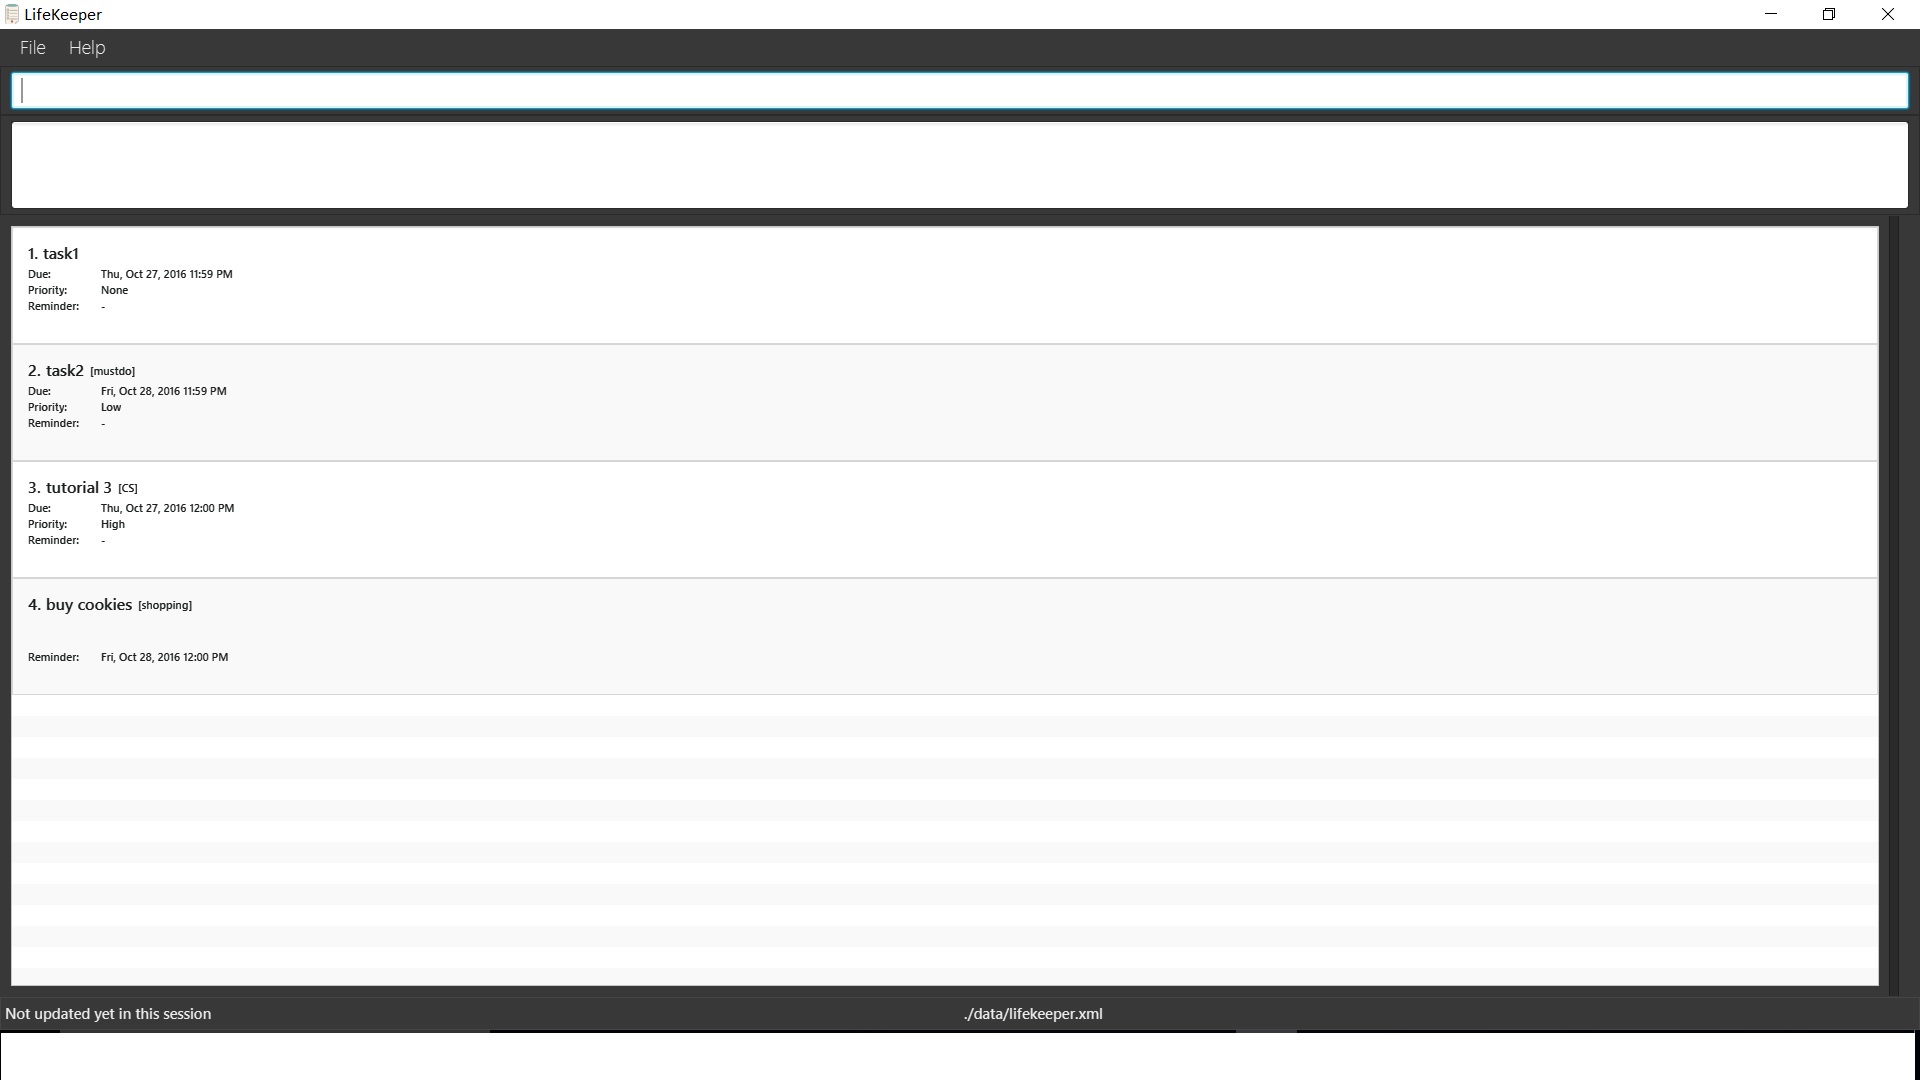 LifeKeeper
File Help
1. task1
Due: Thu, Oct 27, 2016 11:59 PM
Priority: None
Reminder: -
2. task2 [mustdo]
Due: Fri, Oct 28, 2016 11:59 PM
Priority: Low
Reminder: -
3. tutorial 3 [CS]
Due: Thu, Oct 27, 2016 12:00 PM
Priority: High
Reminder: -
4. buy cookies [shopping]
Reminder: Fri, Oct 28, 2016 12:00 PM
Not updated yet in this session ./data/lifekeeper.xml